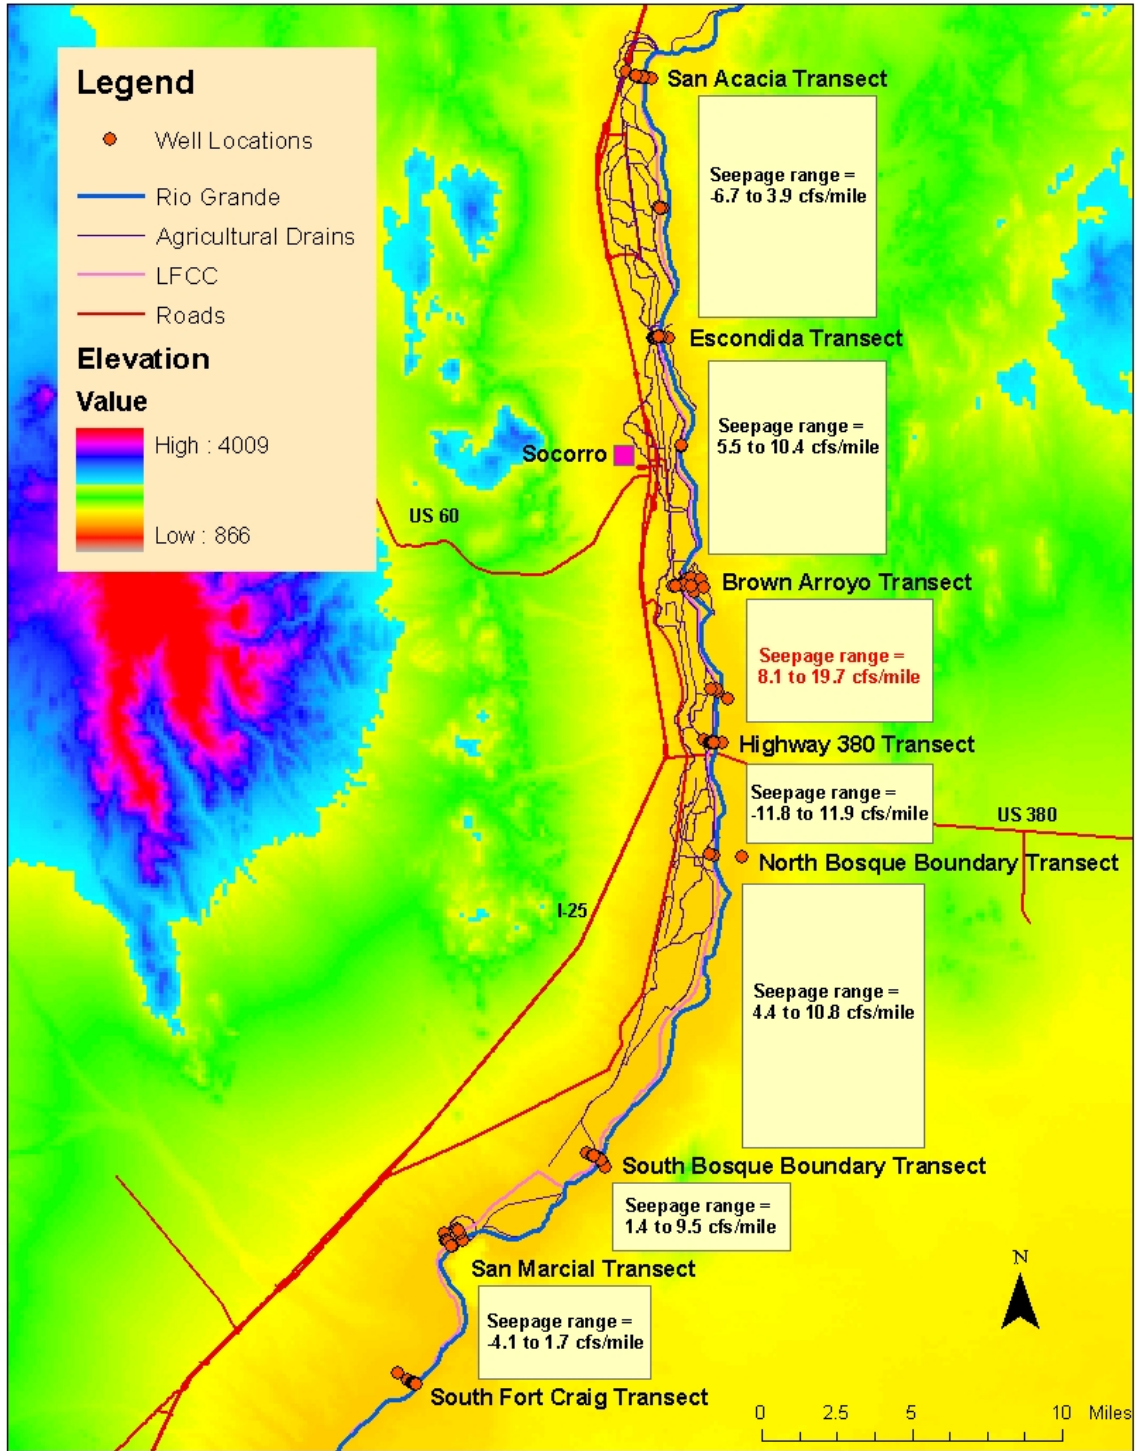 Legend
Well Locations
Rio Grande
Agricultural Drains
LFCC
Roads
Elevation
Value
High : 4009
Low : 866
San Acacia Transect
Seepage range =
-6.7 to 3.9 cfs/mile
Escondida Transect
Seepage range =
5.5 to 10.4 cfs/mile
Socorro
US 60
Brown Arroyo Transect
Seepage range =
8.1 to 19.7 cfs/mile
Highway 380 Transect
Seepage range =
-11.8 to 11.9 cfs/mile
US 380
North Bosque Boundary Transect
I-25
Seepage range =
4.4 to 10.8 cfs/mile
South Bosque Boundary Transect
Seepage range =
1.4 to 9.5 cfs/mile
San Marcial Transect
Seepage range =
-4.1 to 1.7 cfs/mile
South Fort Craig Transect
N
0 2.5 5 10 Miles